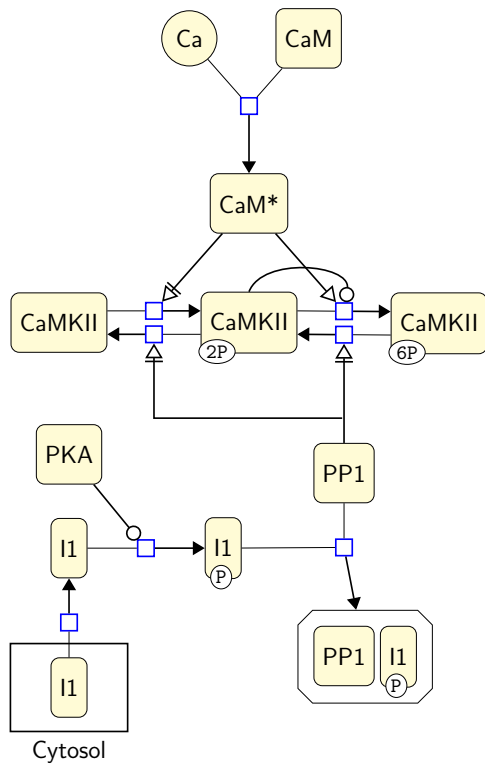 Ca
CaM
CaM*
CaMKII
CaMKII
2P
CaMKII
6P
PKA
PP1
I1
I1
P
PP1
I1
P
I1
Cytosol